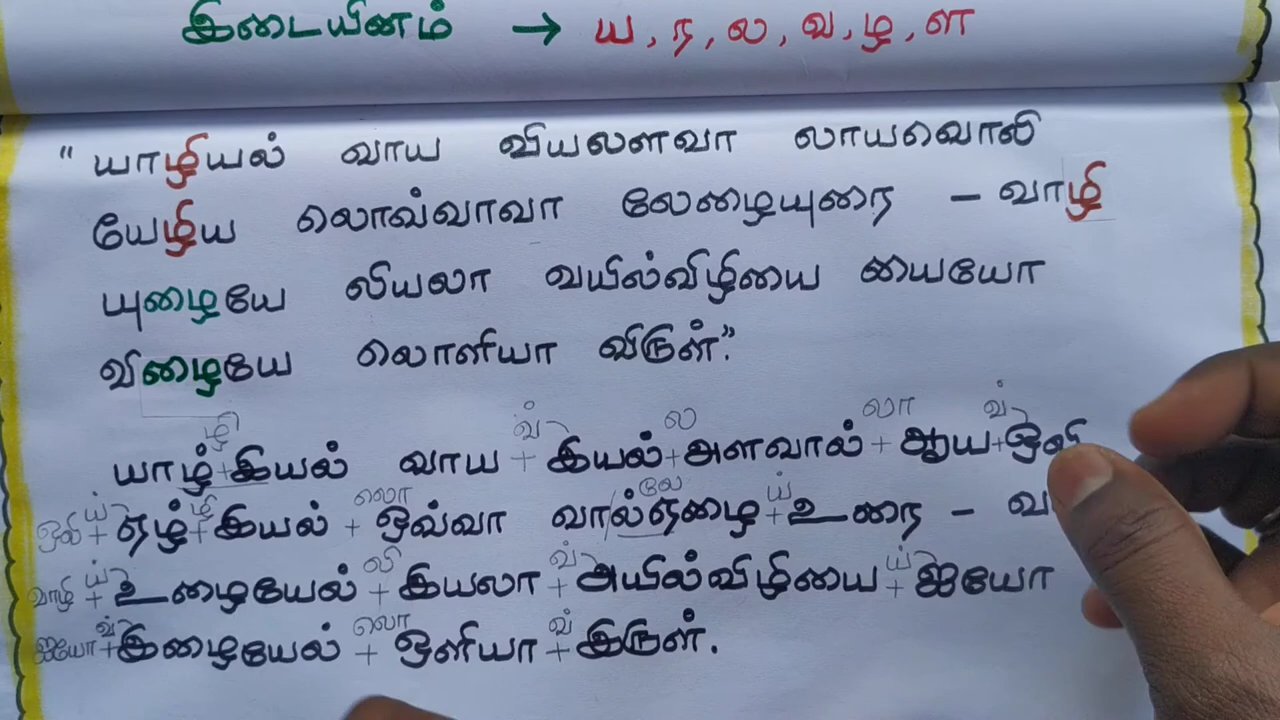 இடையினம் → ய, ர, ல, வ, ழ, ள
" யாழியல் வாய வியலளவா லாயவொலி
யேழிய லொவ்வாவா லேழையுரை – வாழி
யுழையே லியலா வயில்விழியை யையோ
விழையே லொளியா விருள்."
ழி வ் ல லா வ்
யாழ்+இயல் வாய + இயல்+அளவால் + ஆய+ஒலி
ய் ழி லொ லே ய்
ஒலி + ஏழ்+இயல் + ஒவ்வா வால்ஏழை+உரை –
ய் லி வ் ய்
வாழி + உழையேல் + இயலா + அயில்விழியை + ஐயோ
வ் லொ வ்
ஐயோ + இழையேல் + ஒளியா + இருள்.